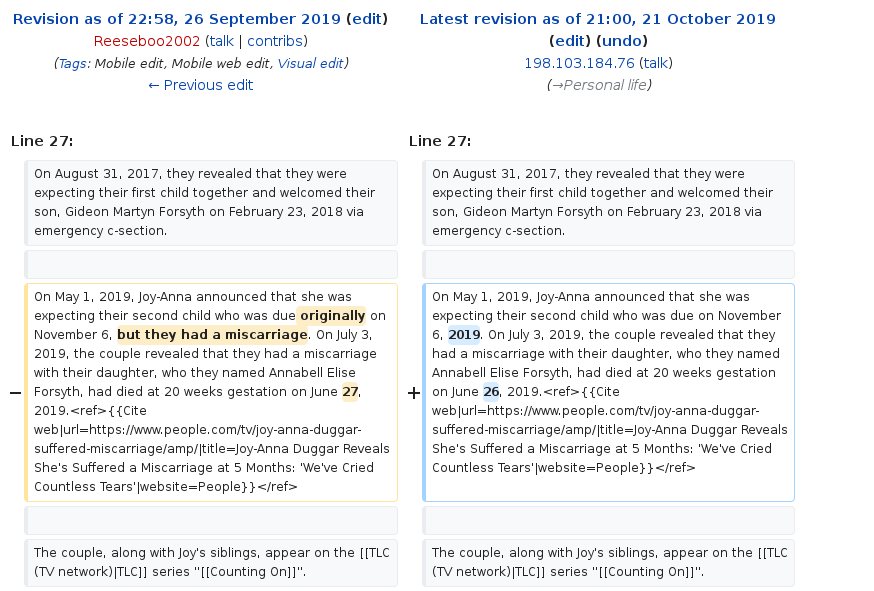 Revision as of 22:58, 26 September 2019 (edit)
Reeseboo2002 (talk | contribs)
(Tags: Mobile edit, Mobile web edit, Visual edit)
← Previous edit
Latest revision as of 21:00, 21 October 2019
(edit) (undo)
198.103.184.76 (talk)
(→Personal life)
Line 27:
Line 27:
On August 31, 2017, they revealed that they were
expecting their first child together and welcomed their
son, Gideon Martyn Forsyth on February 23, 2018 via
emergency c-section.
On August 31, 2017, they revealed that they were
expecting their first child together and welcomed their
son, Gideon Martyn Forsyth on February 23, 2018 via
emergency c-section.
−
On May 1, 2019, Joy-Anna announced that she was
expecting their second child who was due originally on
November 6, but they had a miscarriage. On July 3,
2019, the couple revealed that they had a miscarriage
with their daughter, who they named Annabell Elise
Forsyth, had died at 20 weeks gestation on June 27,
2019.<ref>{{Cite
web|url=https://www.people.com/tv/joy-anna-duggar-
suffered-miscarriage/amp/|title=Joy-Anna Duggar Reveals
She's Suffered a Miscarriage at 5 Months: 'We've Cried
Countless Tears'|website=People}}</ref>
+
On May 1, 2019, Joy-Anna announced that she was
expecting their second child who was due on November
6, 2019. On July 3, 2019, the couple revealed that they
had a miscarriage with their daughter, who they named
Annabell Elise Forsyth, had died at 20 weeks gestation
on June 26, 2019.<ref>{{Cite
web|url=https://www.people.com/tv/joy-anna-duggar-
suffered-miscarriage/amp/|title=Joy-Anna Duggar Reveals
She's Suffered a Miscarriage at 5 Months: 'We've Cried
Countless Tears'|website=People}}</ref>
The couple, along with Joy's siblings, appear on the [[TLC
(TV network)|TLC]] series ''[[Counting On]]''.
The couple, along with Joy's siblings, appear on the [[TLC
(TV network)|TLC]] series ''[[Counting On]]''.